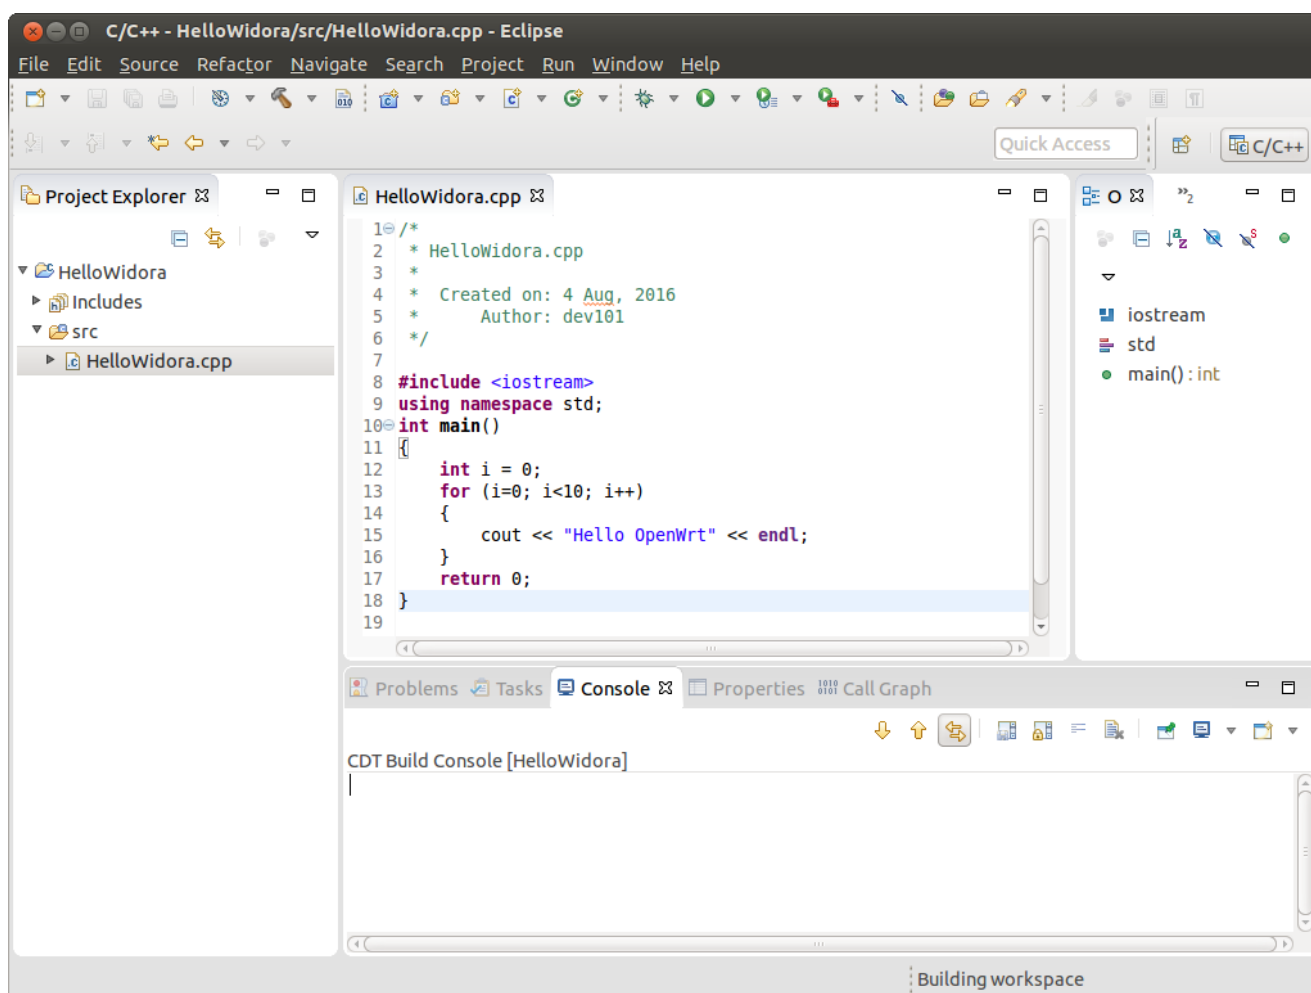 C/C++ - HelloWidora/src/HelloWidora.cpp - Eclipse
File Edit Source Refactor Navigate Search Project Run Window Help
Quick Access
C/C++
Project Explorer
HelloWidora
Includes
src
HelloWidora.cpp
HelloWidora.cpp
1 /*
2  * HelloWidora.cpp
3  *
4  *  Created on: 4 Aug, 2016
5  *      Author: dev101
6  */
7
8 #include <iostream>
9 using namespace std;
10 int main()
11 {
12     int i = 0;
13     for (i=0; i<10; i++)
14     {
15         cout << "Hello OpenWrt" << endl;
16     }
17     return 0;
18 }
19
O »2
iostream
std
main() : int
Problems Tasks Console Properties Call Graph
CDT Build Console [HelloWidora]
Building workspace